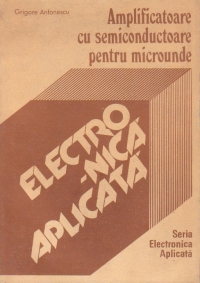 Grigore Antonescu
Amplificatoare
cu semiconductoare
pentru microunde
ELECTRO
-NICĂ
APLICATĂ
Seria
Electronica
Aplicată